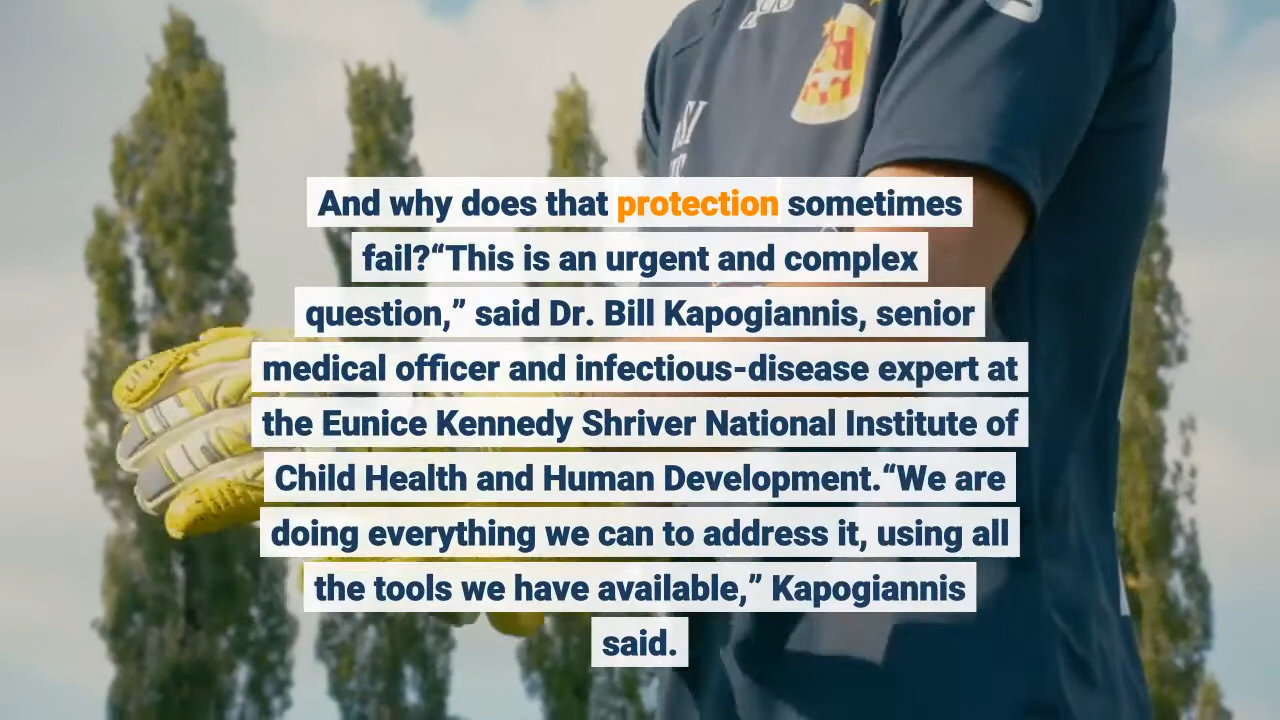 And why does that protection sometimes
fail?“This is an urgent and complex
question,” said Dr. Bill Kapogiannis, senior
medical officer and infectious-disease expert at
the Eunice Kennedy Shriver National Institute of
Child Health and Human Development.“We are
doing everything we can to address it, using all
the tools we have available,” Kapogiannis
said.